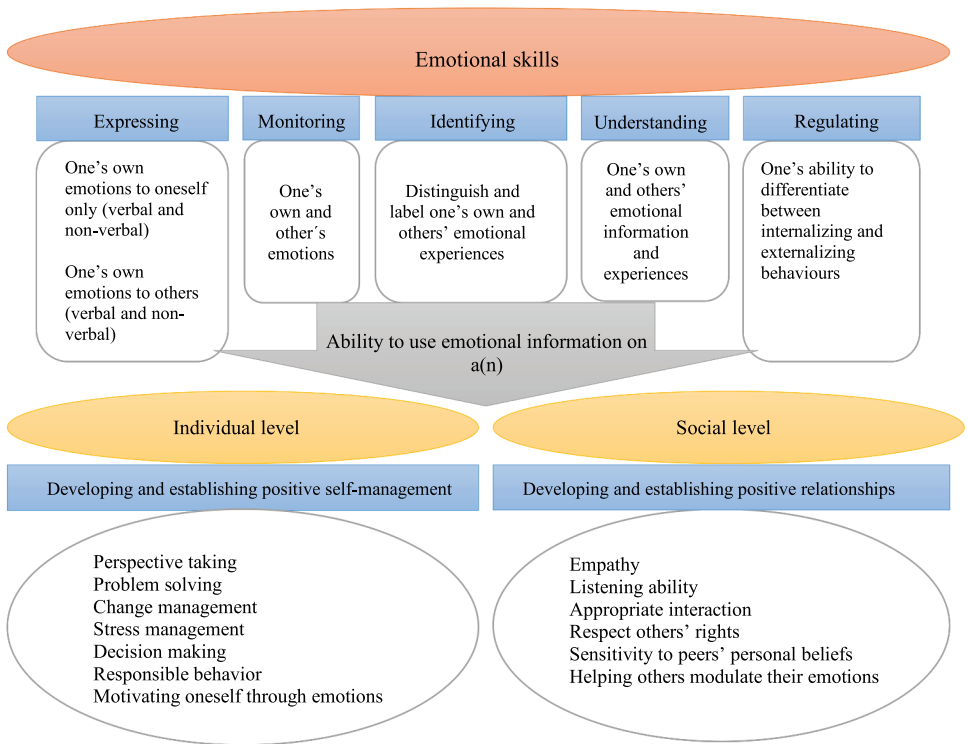 Emotional skills
Expressing
Monitoring
Identifying
Understanding
Regulating
One’s own
emotions to oneself
only (verbal and
non-verbal)
One’s own
emotions to others
(verbal and non-
verbal)
One’s
own and
other´s
emotions
Distinguish and
label one’s own and
others’ emotional
experiences
One’s own
and others’
emotional
information
and
experiences
One’s ability to
differentiate
between
internalizing and
externalizing
behaviours
Ability to use emotional information on
a(n)
Individual level
Developing and establishing positive self-management
Perspective taking
Problem solving
Change management
Stress management
Decision making
Responsible behavior
Motivating oneself through emotions
Social level
Developing and establishing positive relationships
Empathy
Listening ability
Appropriate interaction
Respect others’ rights
Sensitivity to peers’ personal beliefs
Helping others modulate their emotions